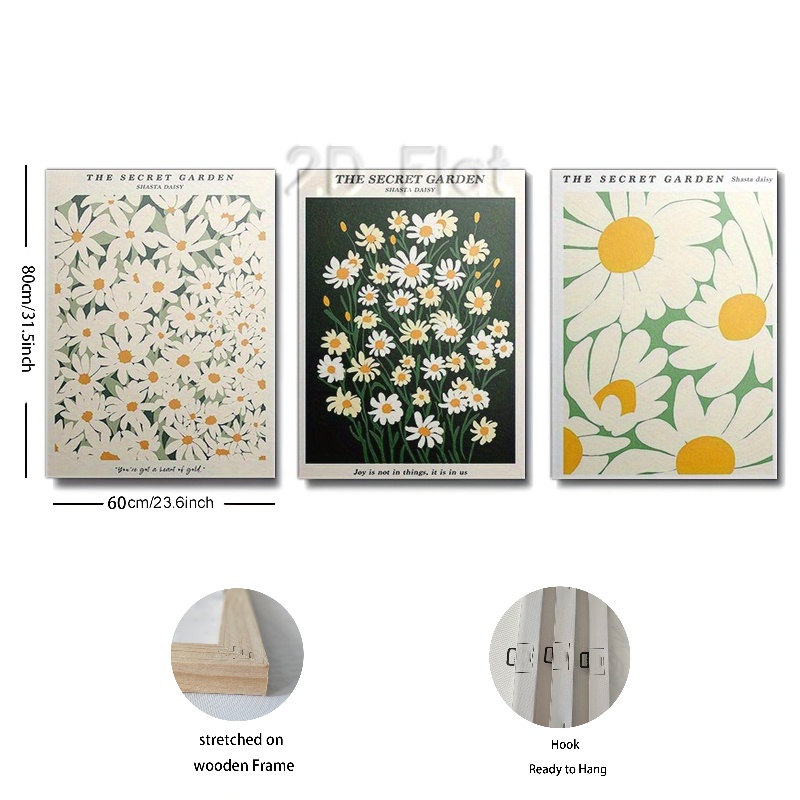 2D Flat
THE SECRET GARDEN
SHASTA DAISY
"You've got a heart of gold"
THE SECRET GARDEN
SHASTA DAISY
Joy is not in things, it is in us
THE SECRET GARDEN Shasta daisy
80cm/31.5inch
60cm/23.6inch
stretched on
wooden Frame
Hook
Ready to Hang